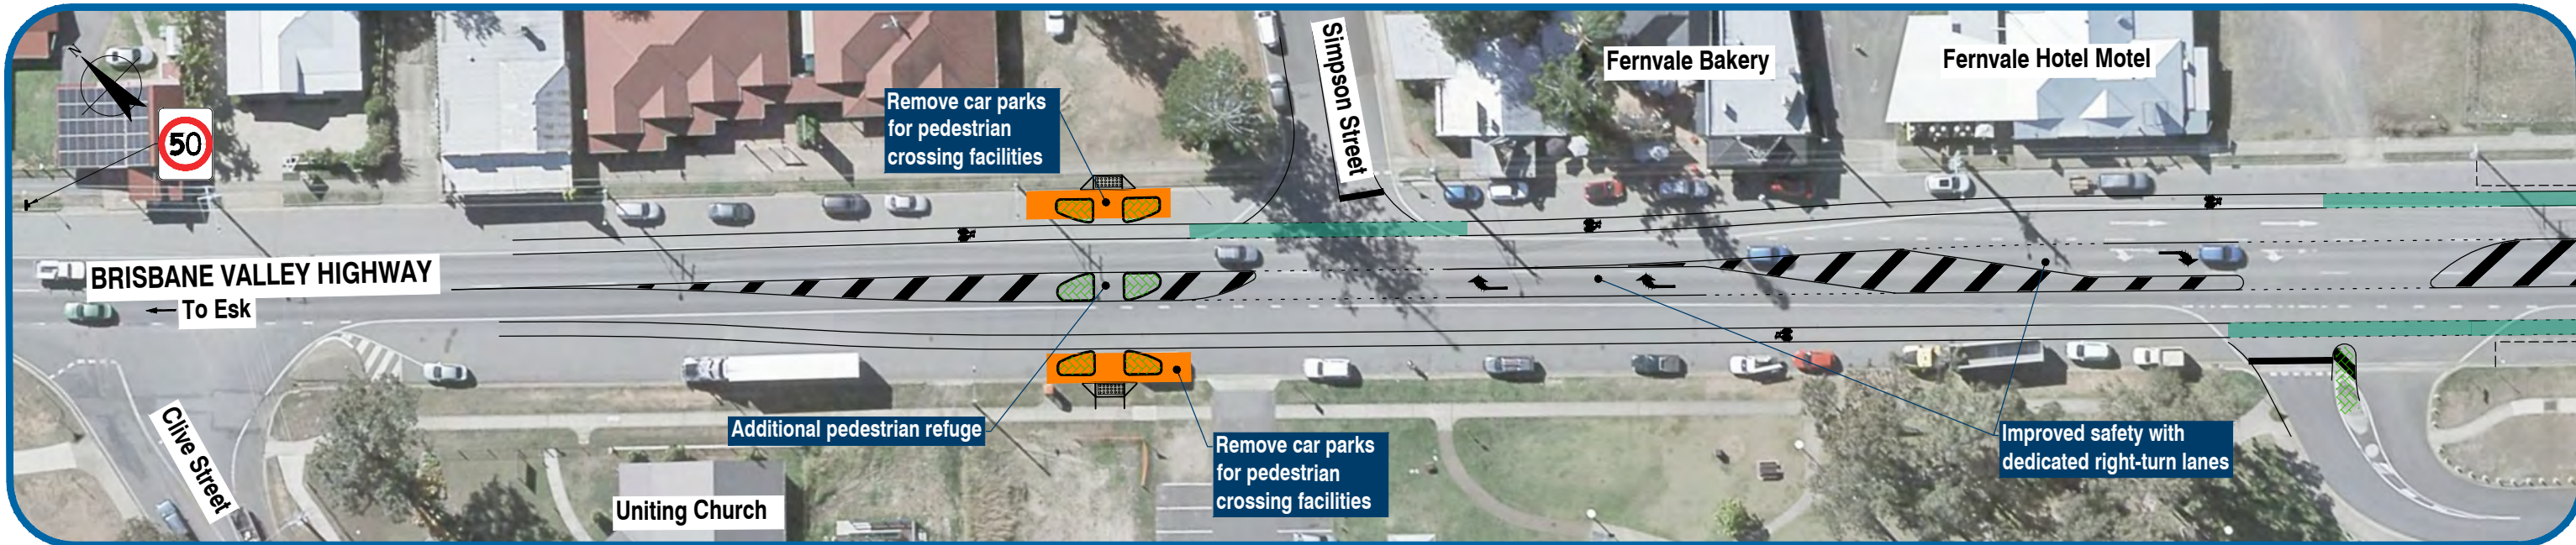 N
50
BRISBANE VALLEY HIGHWAY
To Esk
Clive Street
Remove car parks
for pedestrian
crossing facilities
Simpson Street
Fernvale Bakery
Fernvale Hotel Motel
Additional pedestrian refuge
Uniting Church
Remove car parks
for pedestrian
crossing facilities
Improved safety with
dedicated right-turn lanes